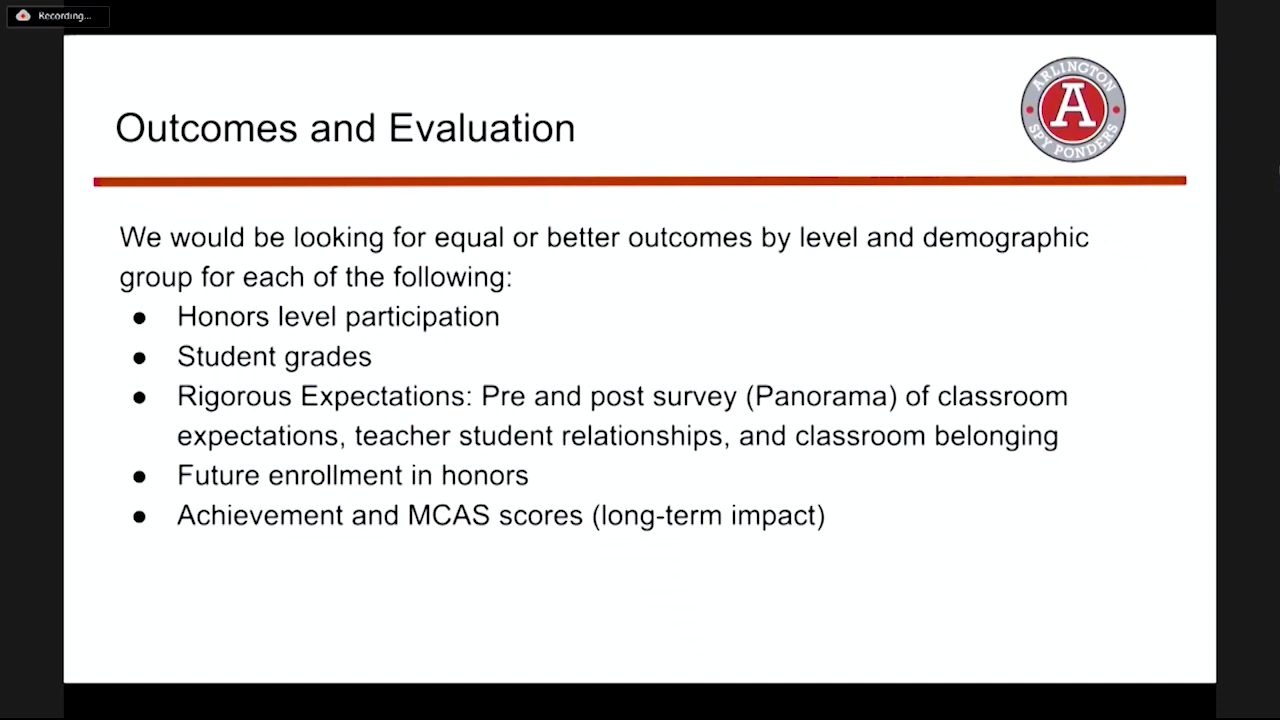 Recording...
ARLINGTON
A
SPY PONDERS
Outcomes and Evaluation
We would be looking for equal or better outcomes by level and demographic
group for each of the following:
● Honors level participation
● Student grades
● Rigorous Expectations: Pre and post survey (Panorama) of classroom
expectations, teacher student relationships, and classroom belonging
● Future enrollment in honors
● Achievement and MCAS scores (long-term impact)